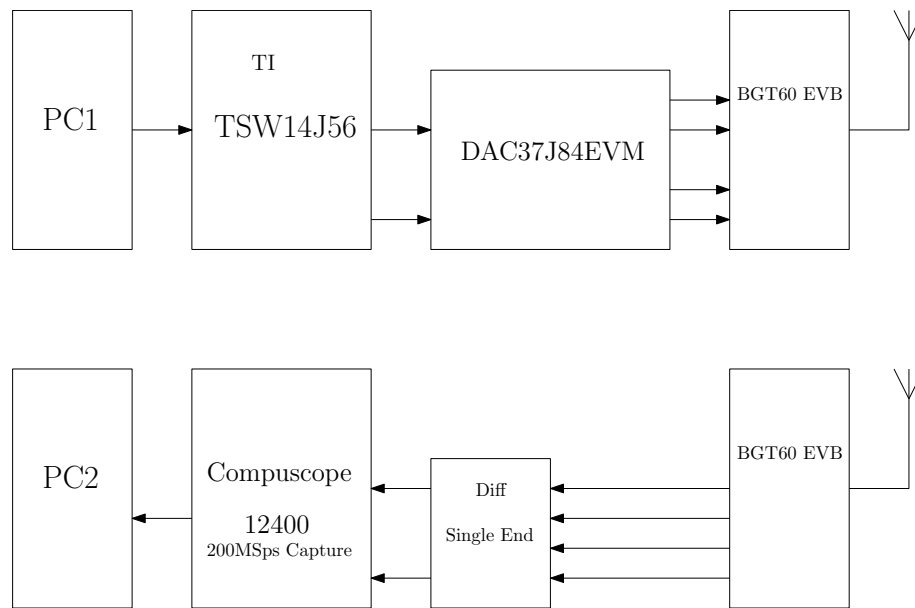 PC1
TI
TSW14J56
DAC37J84EVM
BGT60 EVB
PC2
Compuscope
12400
200MSps Capture
Diff
Single End
BGT60 EVB